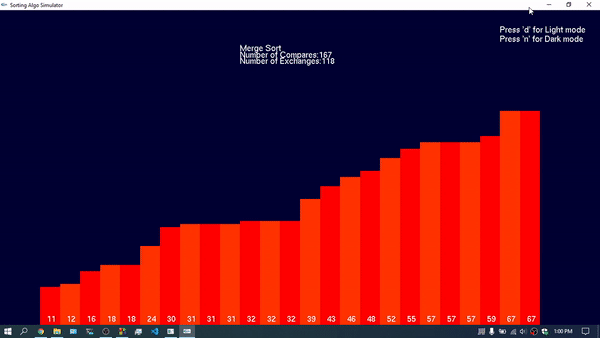 Sorting Algo Simulator
Press 'd' for Light mode
Press 'n' for Dark mode
Merge Sort
Number of Compares:167
Number of Exchanges:118
11 12 16 18 18 24 30 31 31 31 32 32 32 39 43 46 48 52 55 57 57 57 59 67 67
1:00 PM